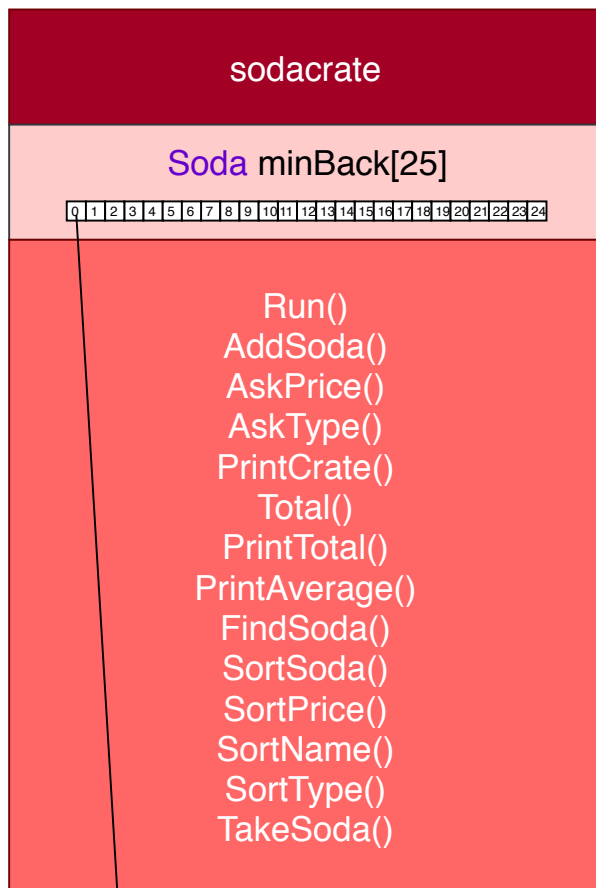 sodacrate
Soda minBack[25]
0 1 2 3 4 5 6 7 8 9 10 11 12 13 14 15 16 17 18 19 20 21 22 23 24
Run()
AddSoda()
AskPrice()
AskType()
PrintCrate()
Total()
PrintTotal()
PrintAverage()
FindSoda()
SortSoda()
SortPrice()
SortName()
SortType()
TakeSoda()